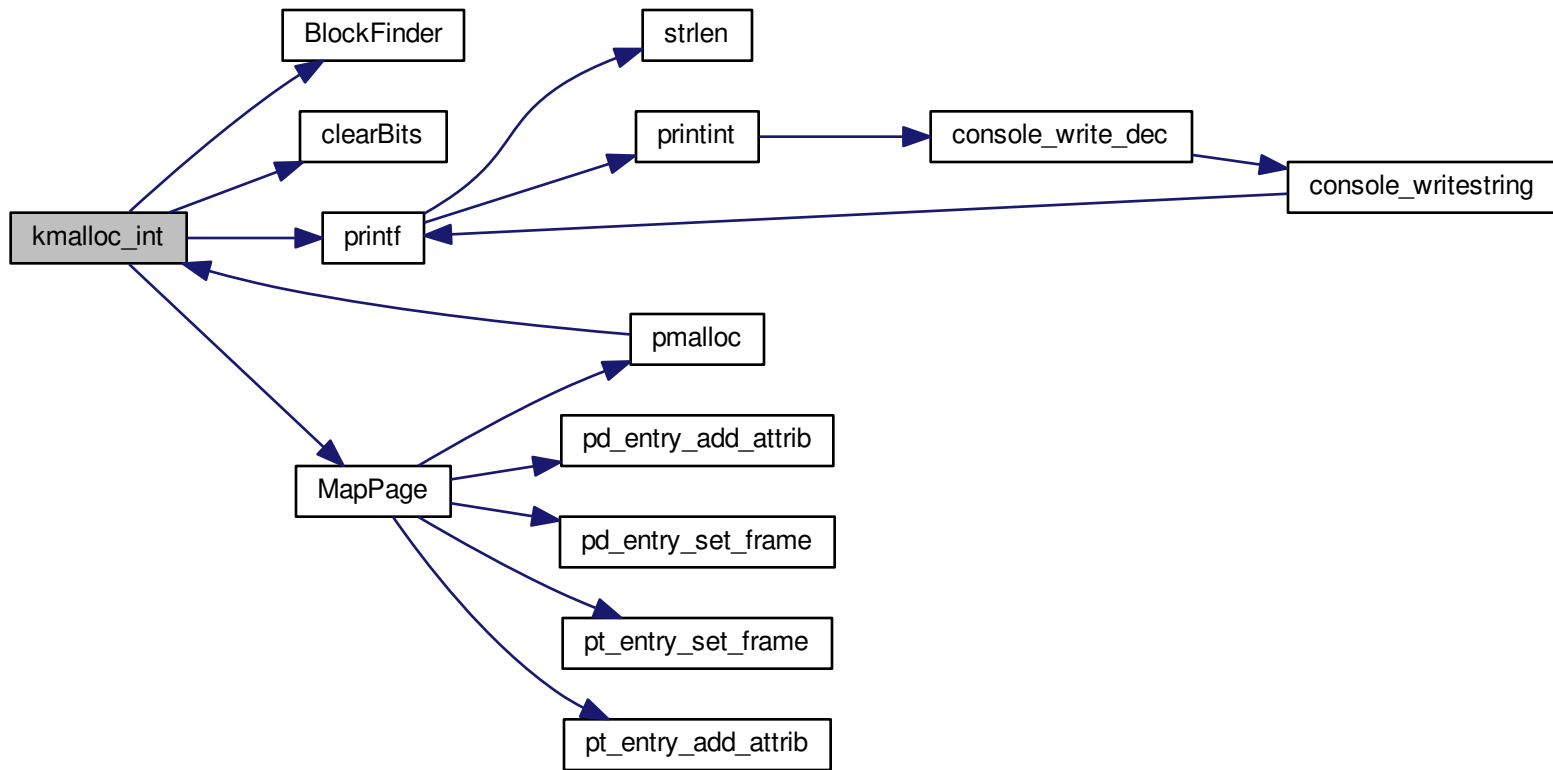 BlockFinder
strlen
clearBits
printint
console_write_dec
console_writestring
kmalloc_int
printf
pmalloc
pd_entry_add_attrib
MapPage
pd_entry_set_frame
pt_entry_set_frame
pt_entry_add_attrib